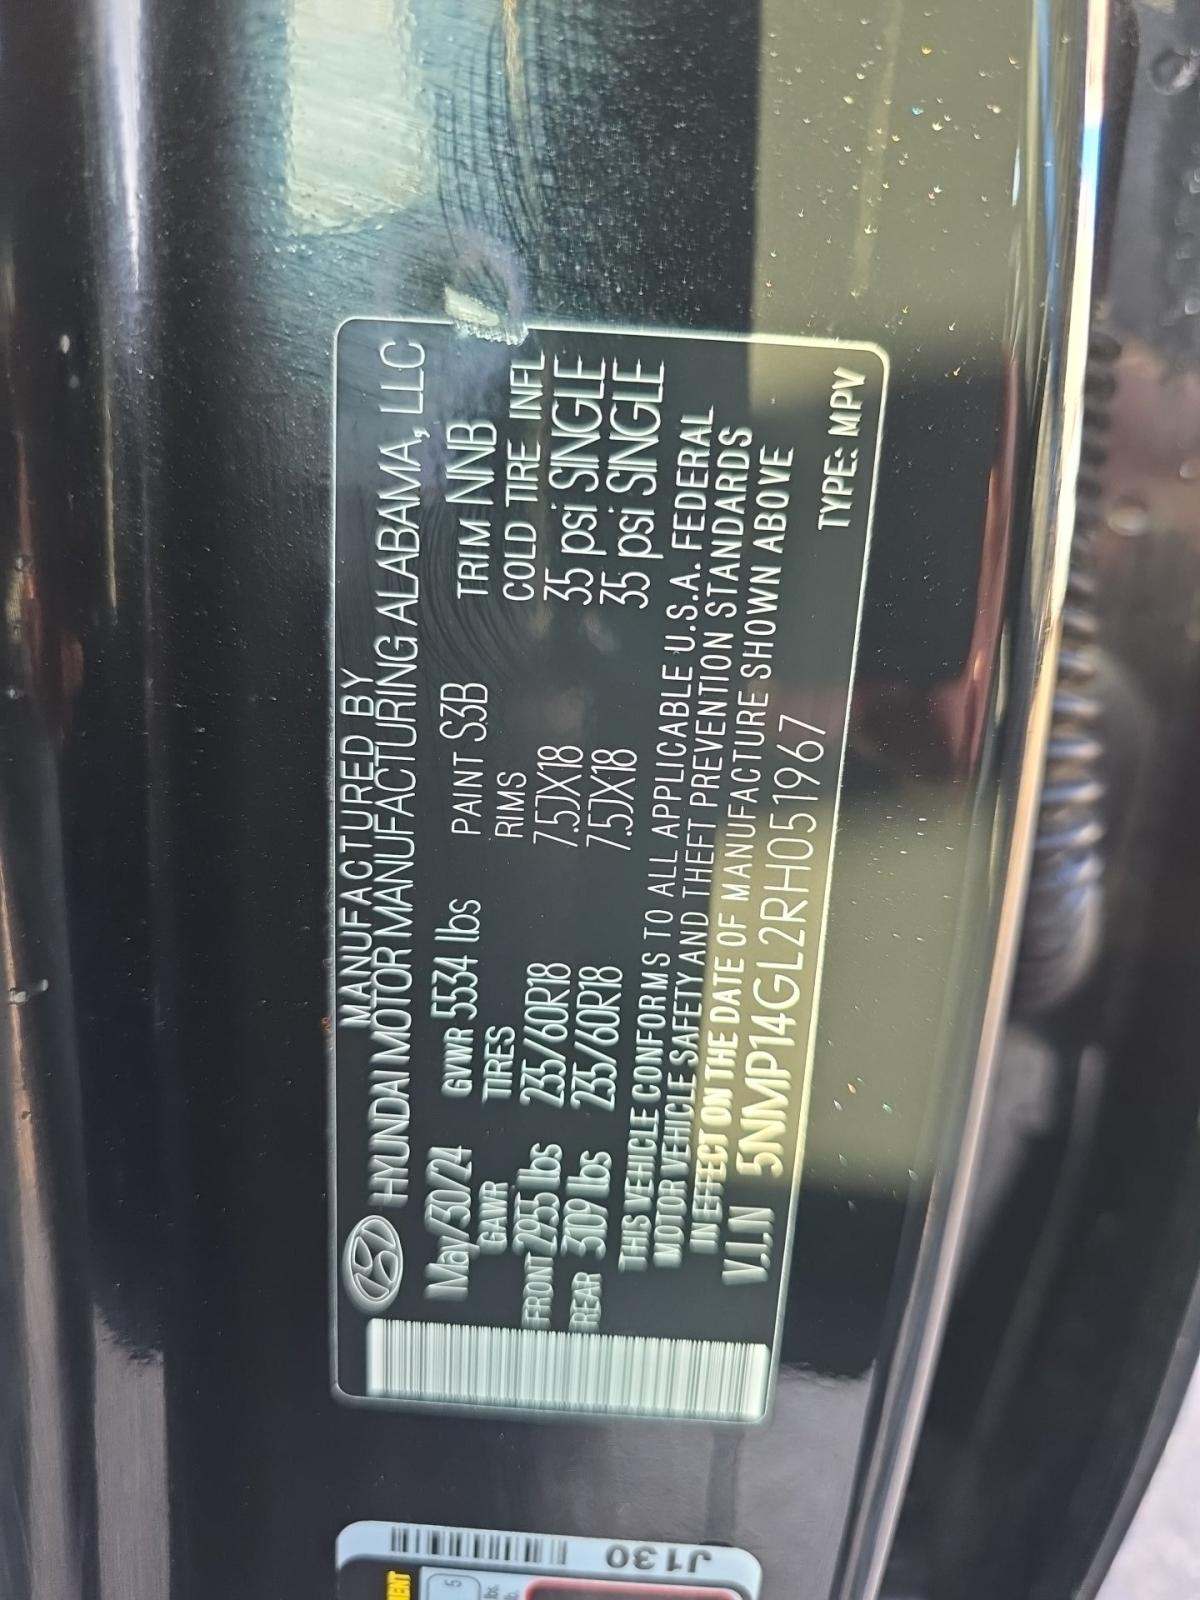 MANUFACTURED BY
HYUNDAI MOTOR MANUFACTURING ALABAMA, LLC
May/30/24 GVWR 5534 lbs PAINT S3B TRIM NNB
GAWR TIRES RIMS COLD TIRE INFL
FRONT 2955 lbs 235/60R18 7.5JX18 35 psi SINGLE
REAR 3109 lbs 235/60R18 7.5JX18 35 psi SINGLE
THIS VEHICLE CONFORMS TO ALL APPLICABLE U.S.A. FEDERAL
MOTOR VEHICLE SAFETY AND THEFT PREVENTION STANDARDS
IN EFFECT ON THE DATE OF MANUFACTURE SHOWN ABOVE
V.I.N 5NMP14GL2RH051967
TYPE: MPV
J130
5